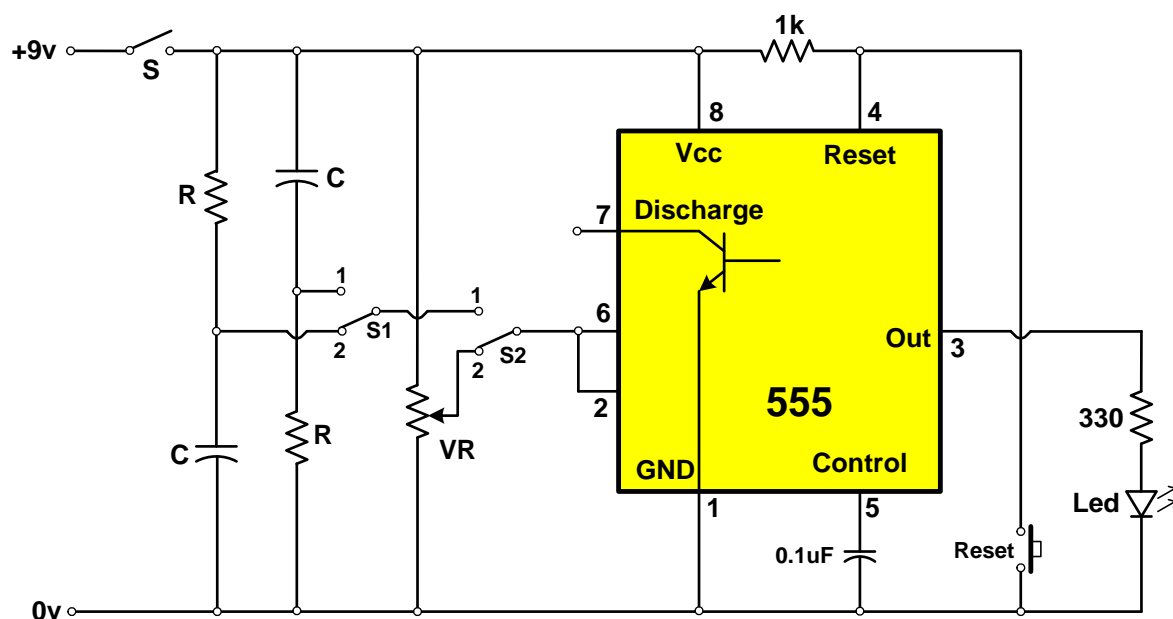 1k
+9v
S
8
4
Vcc
Reset
R
C
7
Discharge
1
1
S1
2
6
S2
2
Out
3
2
555
330
C
R
VR
GND
Control
1
5
Led
0.1uF
Reset
0v